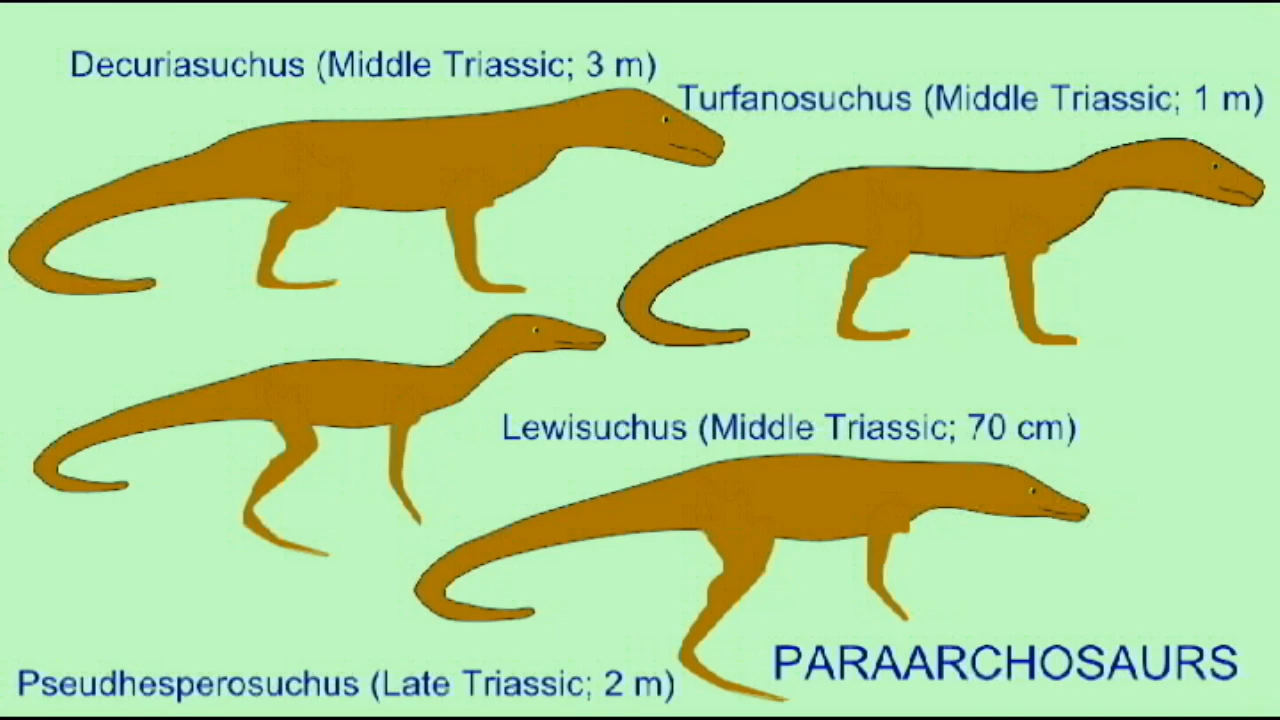 Decuriasuchus (Middle Triassic; 3 m)
Turfanosuchus (Middle Triassic; 1 m)
Lewisuchus (Middle Triassic; 70 cm)
PARAARCHOSAURS
Pseudhesperosuchus (Late Triassic; 2 m)